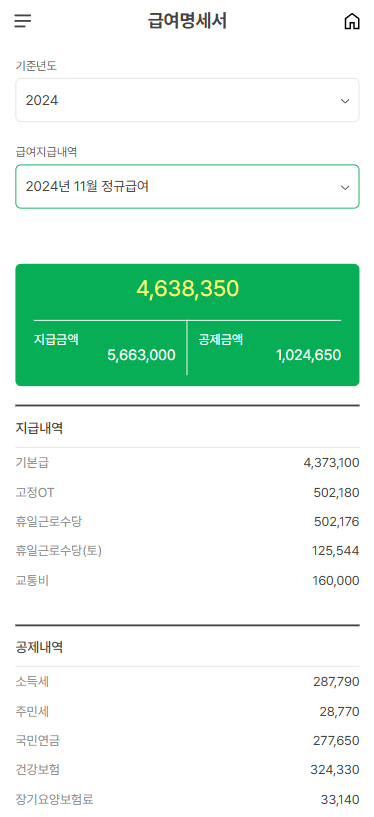 급여명세서
기준년도
2024
급여지급내역
2024년 11월 정규급여
4,638,350
지급금액 공제금액
5,663,000 1,024,650
지급내역
기본급 4,373,100
고정OT 502,180
휴일근로수당 502,176
휴일근로수당(토) 125,544
교통비 160,000
공제내역
소득세 287,790
주민세 28,770
국민연금 277,650
건강보험 324,330
장기요양보험료 33,140